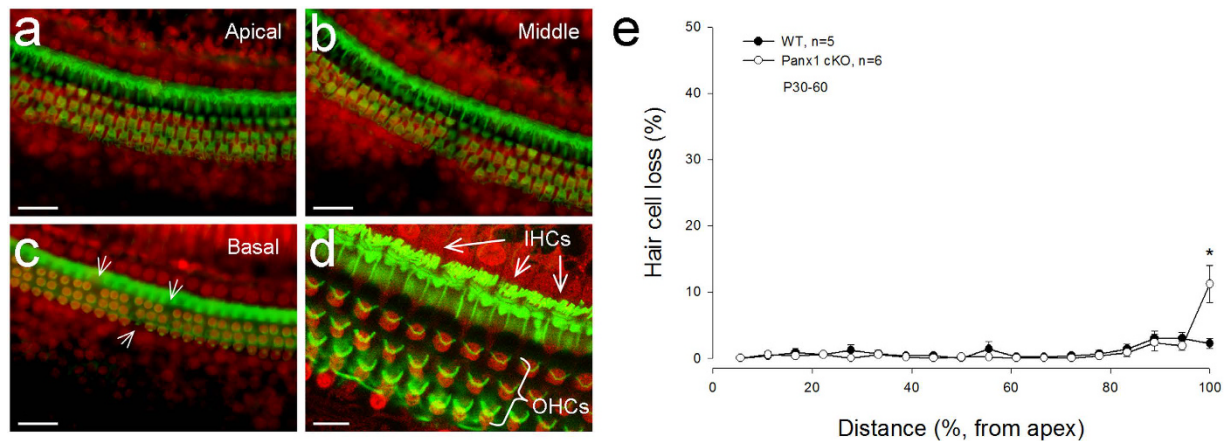 a
Apical
b
Middle
c
Basal
d
IHCs
OHCs
e
WT, n=5
Panx1 cKO, n=6
P30-60
*
50
40
30
20
10
0
0
20
40
60
80
100
Hair cell loss (%)
Distance (%, from apex)